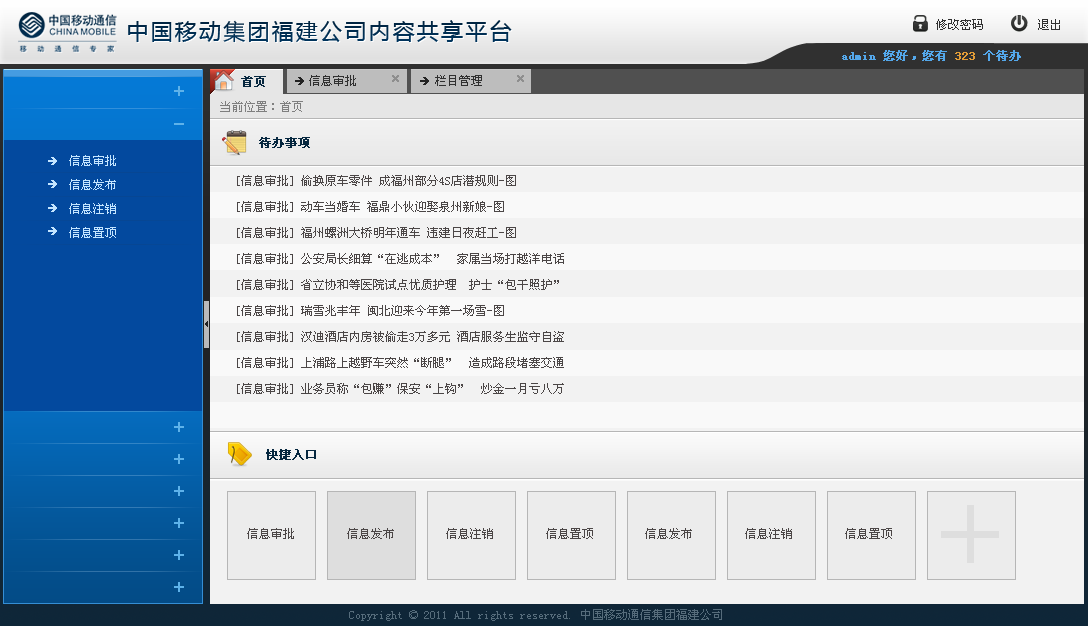 中国移动通信
CHINA MOBILE
移动通信专家
中国移动集团福建公司内容共享平台
修改密码
退出
admin 您好，您有 323 个待办
首页
信息审批
栏目管理
当前位置：首页
信息审批
信息发布
信息注销
信息置顶
待办事项
[信息审批] 偷换原车零件 成福州部分4S店潜规则-图
[信息审批] 动车当婚车 福鼎小伙迎娶泉州新娘-图
[信息审批] 福州螺洲大桥明年通车 违建日夜赶工-图
[信息审批] 公安局长细算“在逃成本” 家属当场打越洋电话
[信息审批] 省立协和等医院试点优质护理 护士“包干照护”
[信息审批] 瑞雪兆丰年 闽北迎来今年第一场雪-图
[信息审批] 汉迪酒店内房被偷走3万多元 酒店服务生监守自盗
[信息审批] 上浦路上越野车突然“断腿” 造成路段堵塞交通
[信息审批] 业务员称“包赚”保安“上钩” 炒金一月亏八万
快捷入口
信息审批
信息发布
信息注销
信息置顶
信息发布
信息注销
信息置顶
Copyright © 2011 All rights reserved. 中国移动通信集团福建公司